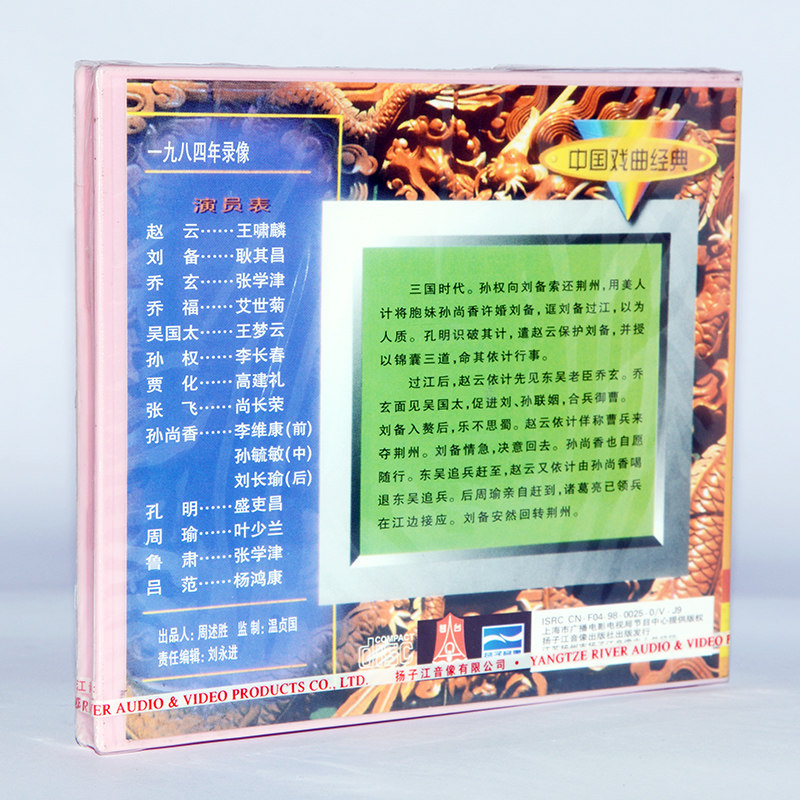 一九八四年录像
演员表
赵 云……王啸麟
刘 备……耿其昌
乔 玄……张学津
乔 福……艾世菊
吴国太……王梦云
孙 权……李长春
贾 化……高建礼
张 飞……尚长荣
孙尚香……李维康(前)
孙毓敏(中)
刘长瑜(后)
孔 明……盛吏昌
周 瑜……叶少兰
鲁 肃……张学津
吕 范……杨鸿康
出品人:周述胜 监制:温贞国
责任编辑:刘永进
中国戏曲经典
三国时代。孙权向刘备索还荆州,用美人
计将胞妹孙尚香许婚刘备,诓刘备过江,以为
人质。孔明识破其计,遣赵云保护刘备,并授
以锦囊三道,命其依计行事。
过江后,赵云依计先见东吴老臣乔玄。乔
玄面见吴国太,促进刘、孙联姻,合兵御曹。
刘备入赘后,乐不思蜀。赵云依计佯称曹兵来
夺荆州。刘备情急,决意回去。孙尚香也自愿
随行。东吴追兵赶至,赵云又依计由孙尚香喝
退东吴追兵。后周瑜亲自赶到,诸葛亮已领兵
在江边接应。刘备安然回转荆州。
COMPACT
disc
ISRC CN-F04-98-0025-0/V·J9
上海市广播电影电视局节目中心提供版权
扬子江音像出版社出版发行
ER AUDIO & VIDEO PRODUCTS CO., LTD. 扬子江音像有限公司 · YANGTZE RIVER AUDIO & VIDEO